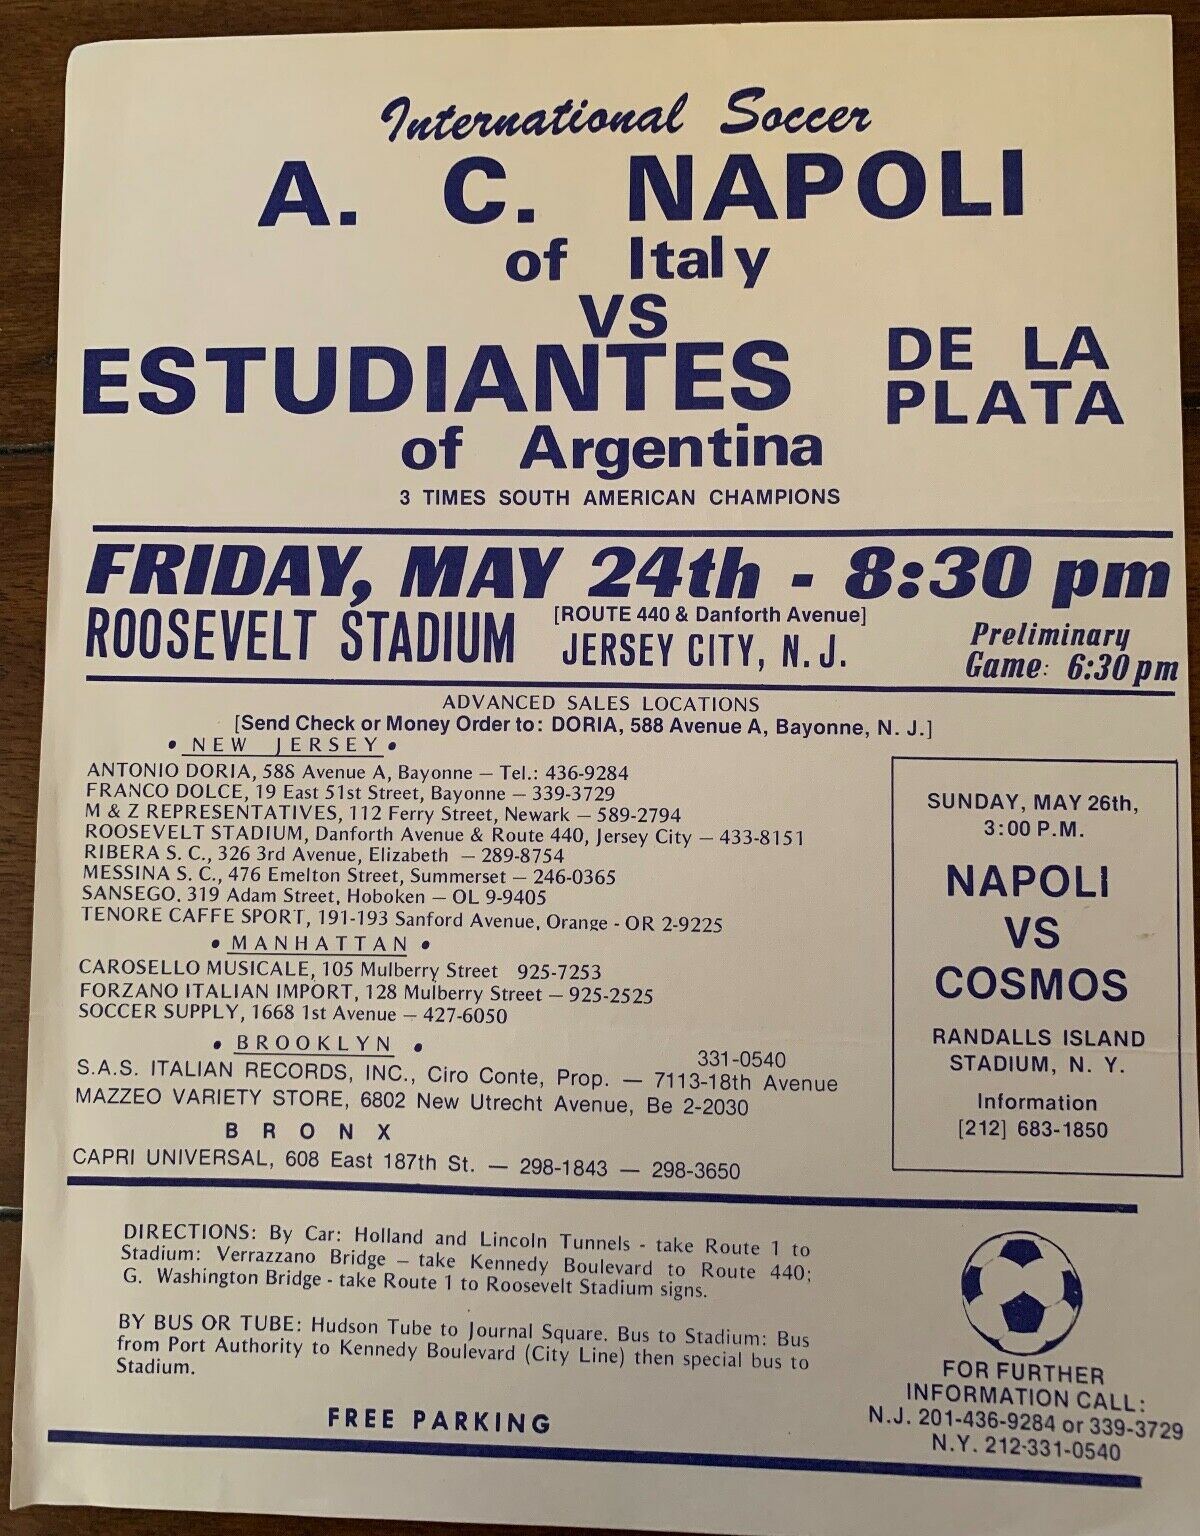 International Soccer
A. C. NAPOLI
of Italy
VS
ESTUDIANTES DE LA PLATA
of Argentina
3 TIMES SOUTH AMERICAN CHAMPIONS
FRIDAY, MAY 24th - 8:30 pm
ROOSEVELT STADIUM
[ROUTE 440 & Danforth Avenue]
JERSEY CITY, N. J.
Preliminary
Game: 6:30 pm
ADVANCED SALES LOCATIONS
[Send Check or Money Order to: DORIA, 588 Avenue A, Bayonne, N. J.]
• NEW JERSEY •
ANTONIO DORIA, 588 Avenue A, Bayonne — Tel.: 436-9284
FRANCO DOLCE, 19 East 51st Street, Bayonne — 339-3729
M & Z REPRESENTATIVES, 112 Ferry Street, Newark — 589-2794
ROOSEVELT STADIUM, Danforth Avenue & Route 440, Jersey City — 433-8151
RIBERA S. C., 326 3rd Avenue, Elizabeth — 289-8754
MESSINA S. C., 476 Emelton Street, Summerset — 246-0365
SANSEGO. 319 Adam Street, Hoboken — OL 9-9405
TENORE CAFFE SPORT, 191-193 Sanford Avenue, Orange - OR 2-9225
• MANHATTAN •
CAROSELLO MUSICALE, 105 Mulberry Street 925-7253
FORZANO ITALIAN IMPORT, 128 Mulberry Street — 925-2525
SOCCER SUPPLY, 1668 1st Avenue — 427-6050
• BROOKLYN •
331-0540
S.A.S. ITALIAN RECORDS, INC., Ciro Conte, Prop. — 7113-18th Avenue
MAZZEO VARIETY STORE, 6802 New Utrecht Avenue, Be 2-2030
BRONX
CAPRI UNIVERSAL, 608 East 187th St. — 298-1843 — 298-3650
SUNDAY, MAY 26th,
3:00 P.M.
NAPOLI
VS
COSMOS
RANDALLS ISLAND
STADIUM, N. Y.
Information
[212] 683-1850
DIRECTIONS: By Car: Holland and Lincoln Tunnels - take Route 1 to
Stadium: Verrazzano Bridge — take Kennedy Boulevard to Route 440;
G. Washington Bridge - take Route 1 to Roosevelt Stadium signs.
BY BUS OR TUBE: Hudson Tube to Journal Square. Bus to Stadium: Bus
from Port Authority to Kennedy Boulevard (City Line) then special bus to
Stadium.
FREE PARKING
FOR FURTHER
INFORMATION CALL:
N.J. 201-436-9284 or 339-3729
N.Y. 212-331-0540